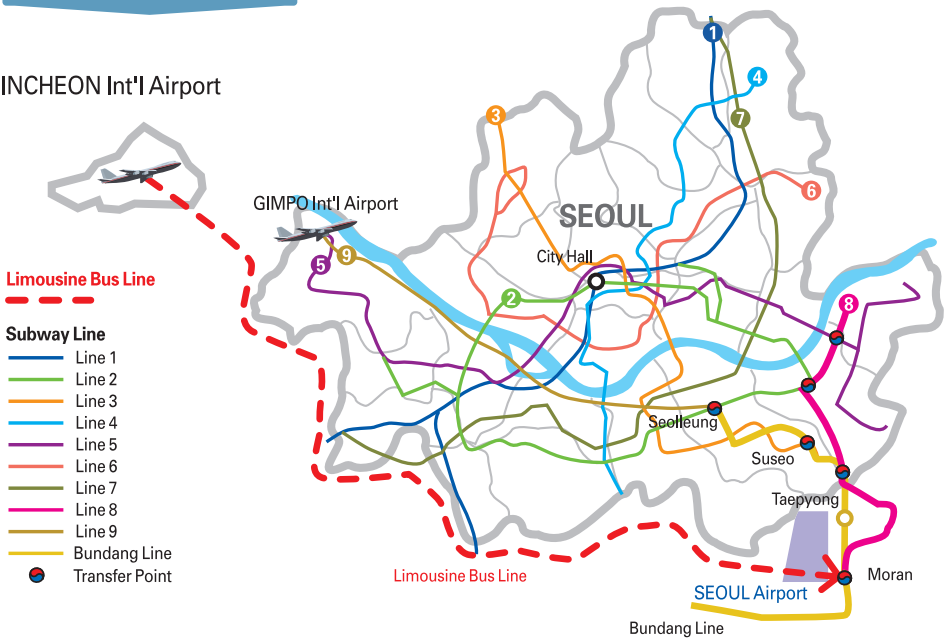 INCHEON Int'l Airport
GIMPO Int'l Airport
SEOUL
City Hall
1
4
3
7
6
5
9
2
8
Limousine Bus Line
Subway Line
Line 1
Line 2
Line 3
Line 4
Line 5
Line 6
Line 7
Line 8
Line 9
Bundang Line
Transfer Point
Seolleung
Suseo
Taepyong
Limousine Bus Line
SEOUL Airport
Moran
Bundang Line